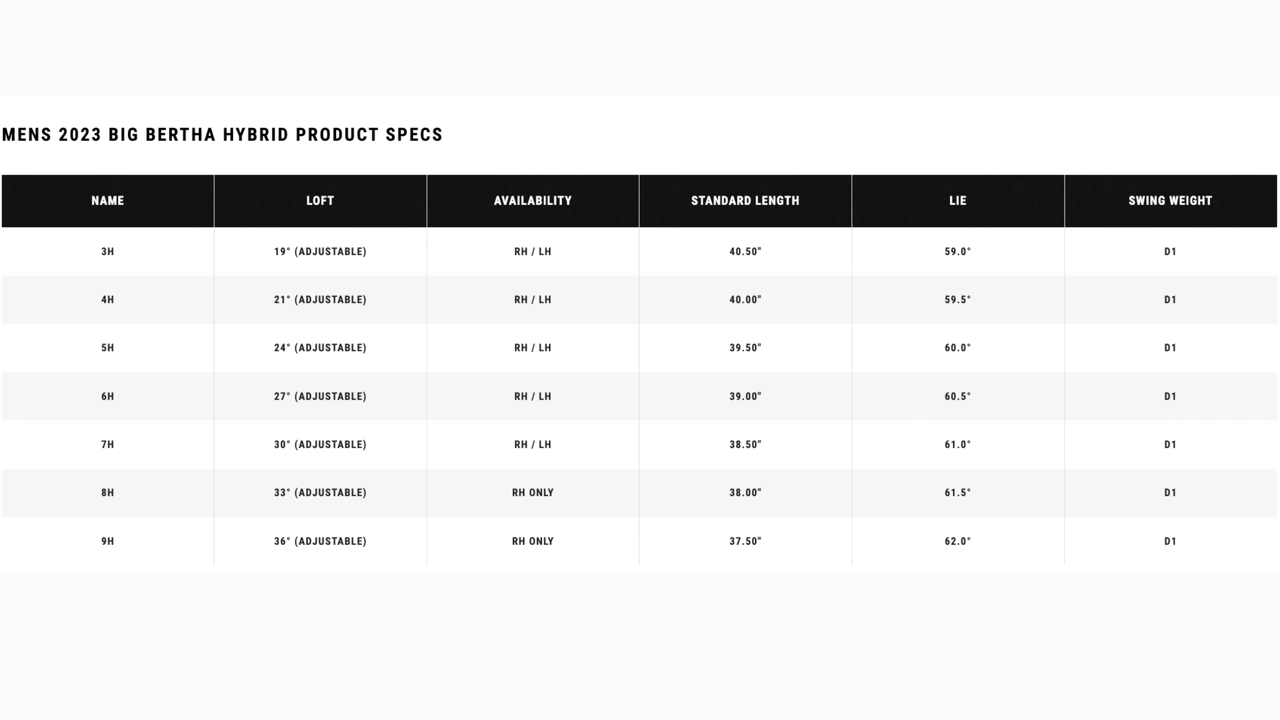 MENS 2023 BIG BERTHA HYBRID PRODUCT SPECS
NAME LOFT AVAILABILITY STANDARD LENGTH LIE SWING WEIGHT
3H 19° (ADJUSTABLE) RH / LH 40.50" 59.0° D1
4H 21° (ADJUSTABLE) RH / LH 40.00" 59.5° D1
5H 24° (ADJUSTABLE) RH / LH 39.50" 60.0° D1
6H 27° (ADJUSTABLE) RH / LH 39.00" 60.5° D1
7H 30° (ADJUSTABLE) RH / LH 38.50" 61.0° D1
8H 33° (ADJUSTABLE) RH ONLY 38.00" 61.5° D1
9H 36° (ADJUSTABLE) RH ONLY 37.50" 62.0° D1